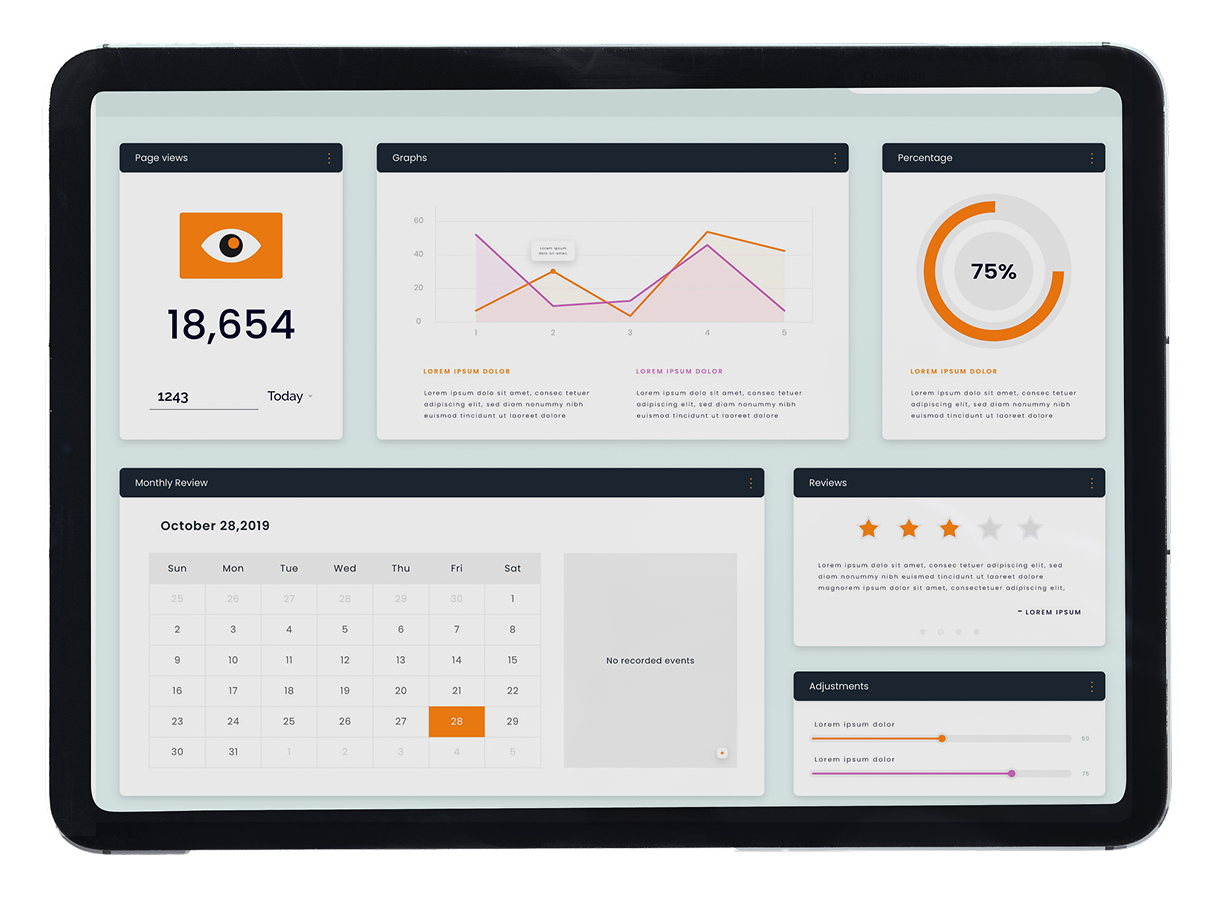 Page views
18,654
1243 Today
Graphs
60
40
20
0
1 2 3 4 5
Lorem ipsum
dolo sit amet,
LOREM IPSUM DOLOR
Lorem ipsum dolo sit amet, consec tetuer
adipiscing elit, sed diam nonummy nibh
euismod tincidunt ut laoreet dolore
LOREM IPSUM DOLOR
Lorem ipsum dolo sit amet, consec tetuer
adipiscing elit, sed diam nonummy nibh
euismod tincidunt ut laoreet dolore
Percentage
75%
LOREM IPSUM DOLOR
Lorem ipsum dolo sit amet, consec tetuer
adipiscing elit, sed diam nonummy nibh
euismod tincidunt ut laoreet dolore
Monthly Review
October 28,2019
Sun Mon Tue Wed Thu Fri Sat
25 26 27 28 29 30 1
2 3 4 5 6 7 8
9 10 11 12 13 14 15
16 17 18 19 20 21 22
23 24 25 26 27 28 29
30 31 1 2 3 4 5
No recorded events
Reviews
Lorem ipsum dolor sit amet, consec tetuer adipiscing elit, sed
diam nonummy nibh euismod tincidunt ut laoreet dolore
magnorem ipsum dolor sit amet, consectetuer adipiscing elit,
– LOREM IPSUM
Adjustments
Lorem ipsum dolor
50
Lorem ipsum dolor
75